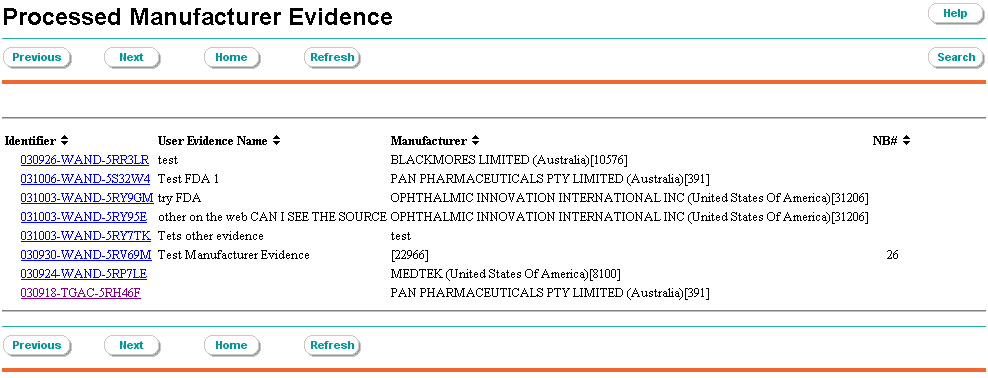 Processed Manufacturer Evidence
Help
Previous Next Home Refresh Search
Identifier User Evidence Name Manufacturer NB#
030926-WAND-5RR3LR test BLACKMORES LIMITED (Australia)[10576]
031006-WAND-5S32W4 Test FDA 1 PAN PHARMACEUTICALS PTY LIMITED (Australia)[391]
031003-WAND-5RY9GM try FDA OPHTHALMIC INNOVATION INTERNATIONAL INC (United States Of America)[31206]
031003-WAND-5RY95E other on the web CAN I SEE THE SOURCE OPHTHALMIC INNOVATION INTERNATIONAL INC (United States Of America)[31206]
031003-WAND-5RY7TK Tets other evidence test
030930-WAND-5RV69M Test Manufacturer Evidence [22966] 26
030924-WAND-5RP7LE MEDTEK (United States Of America)[8100]
030918-TGAC-5RH46F PAN PHARMACEUTICALS PTY LIMITED (Australia)[391]
Previous Next Home Refresh